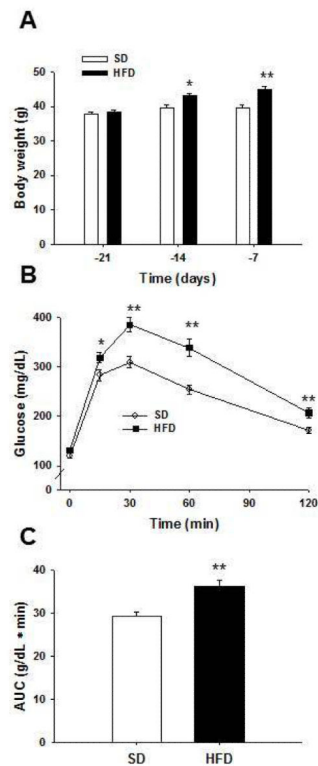 A
SD
HFD
50
40
30
20
10
0
Body weight (g)
*
**
-21
-14
-7
Time (days)
B
400
300
200
100
0
Glucose (mg/dL)
*
**
**
**
SD
HFD
0
30
60
90
120
Time (min)
C
40
30
20
10
0
AUC (g/dL * min)
**
SD
HFD